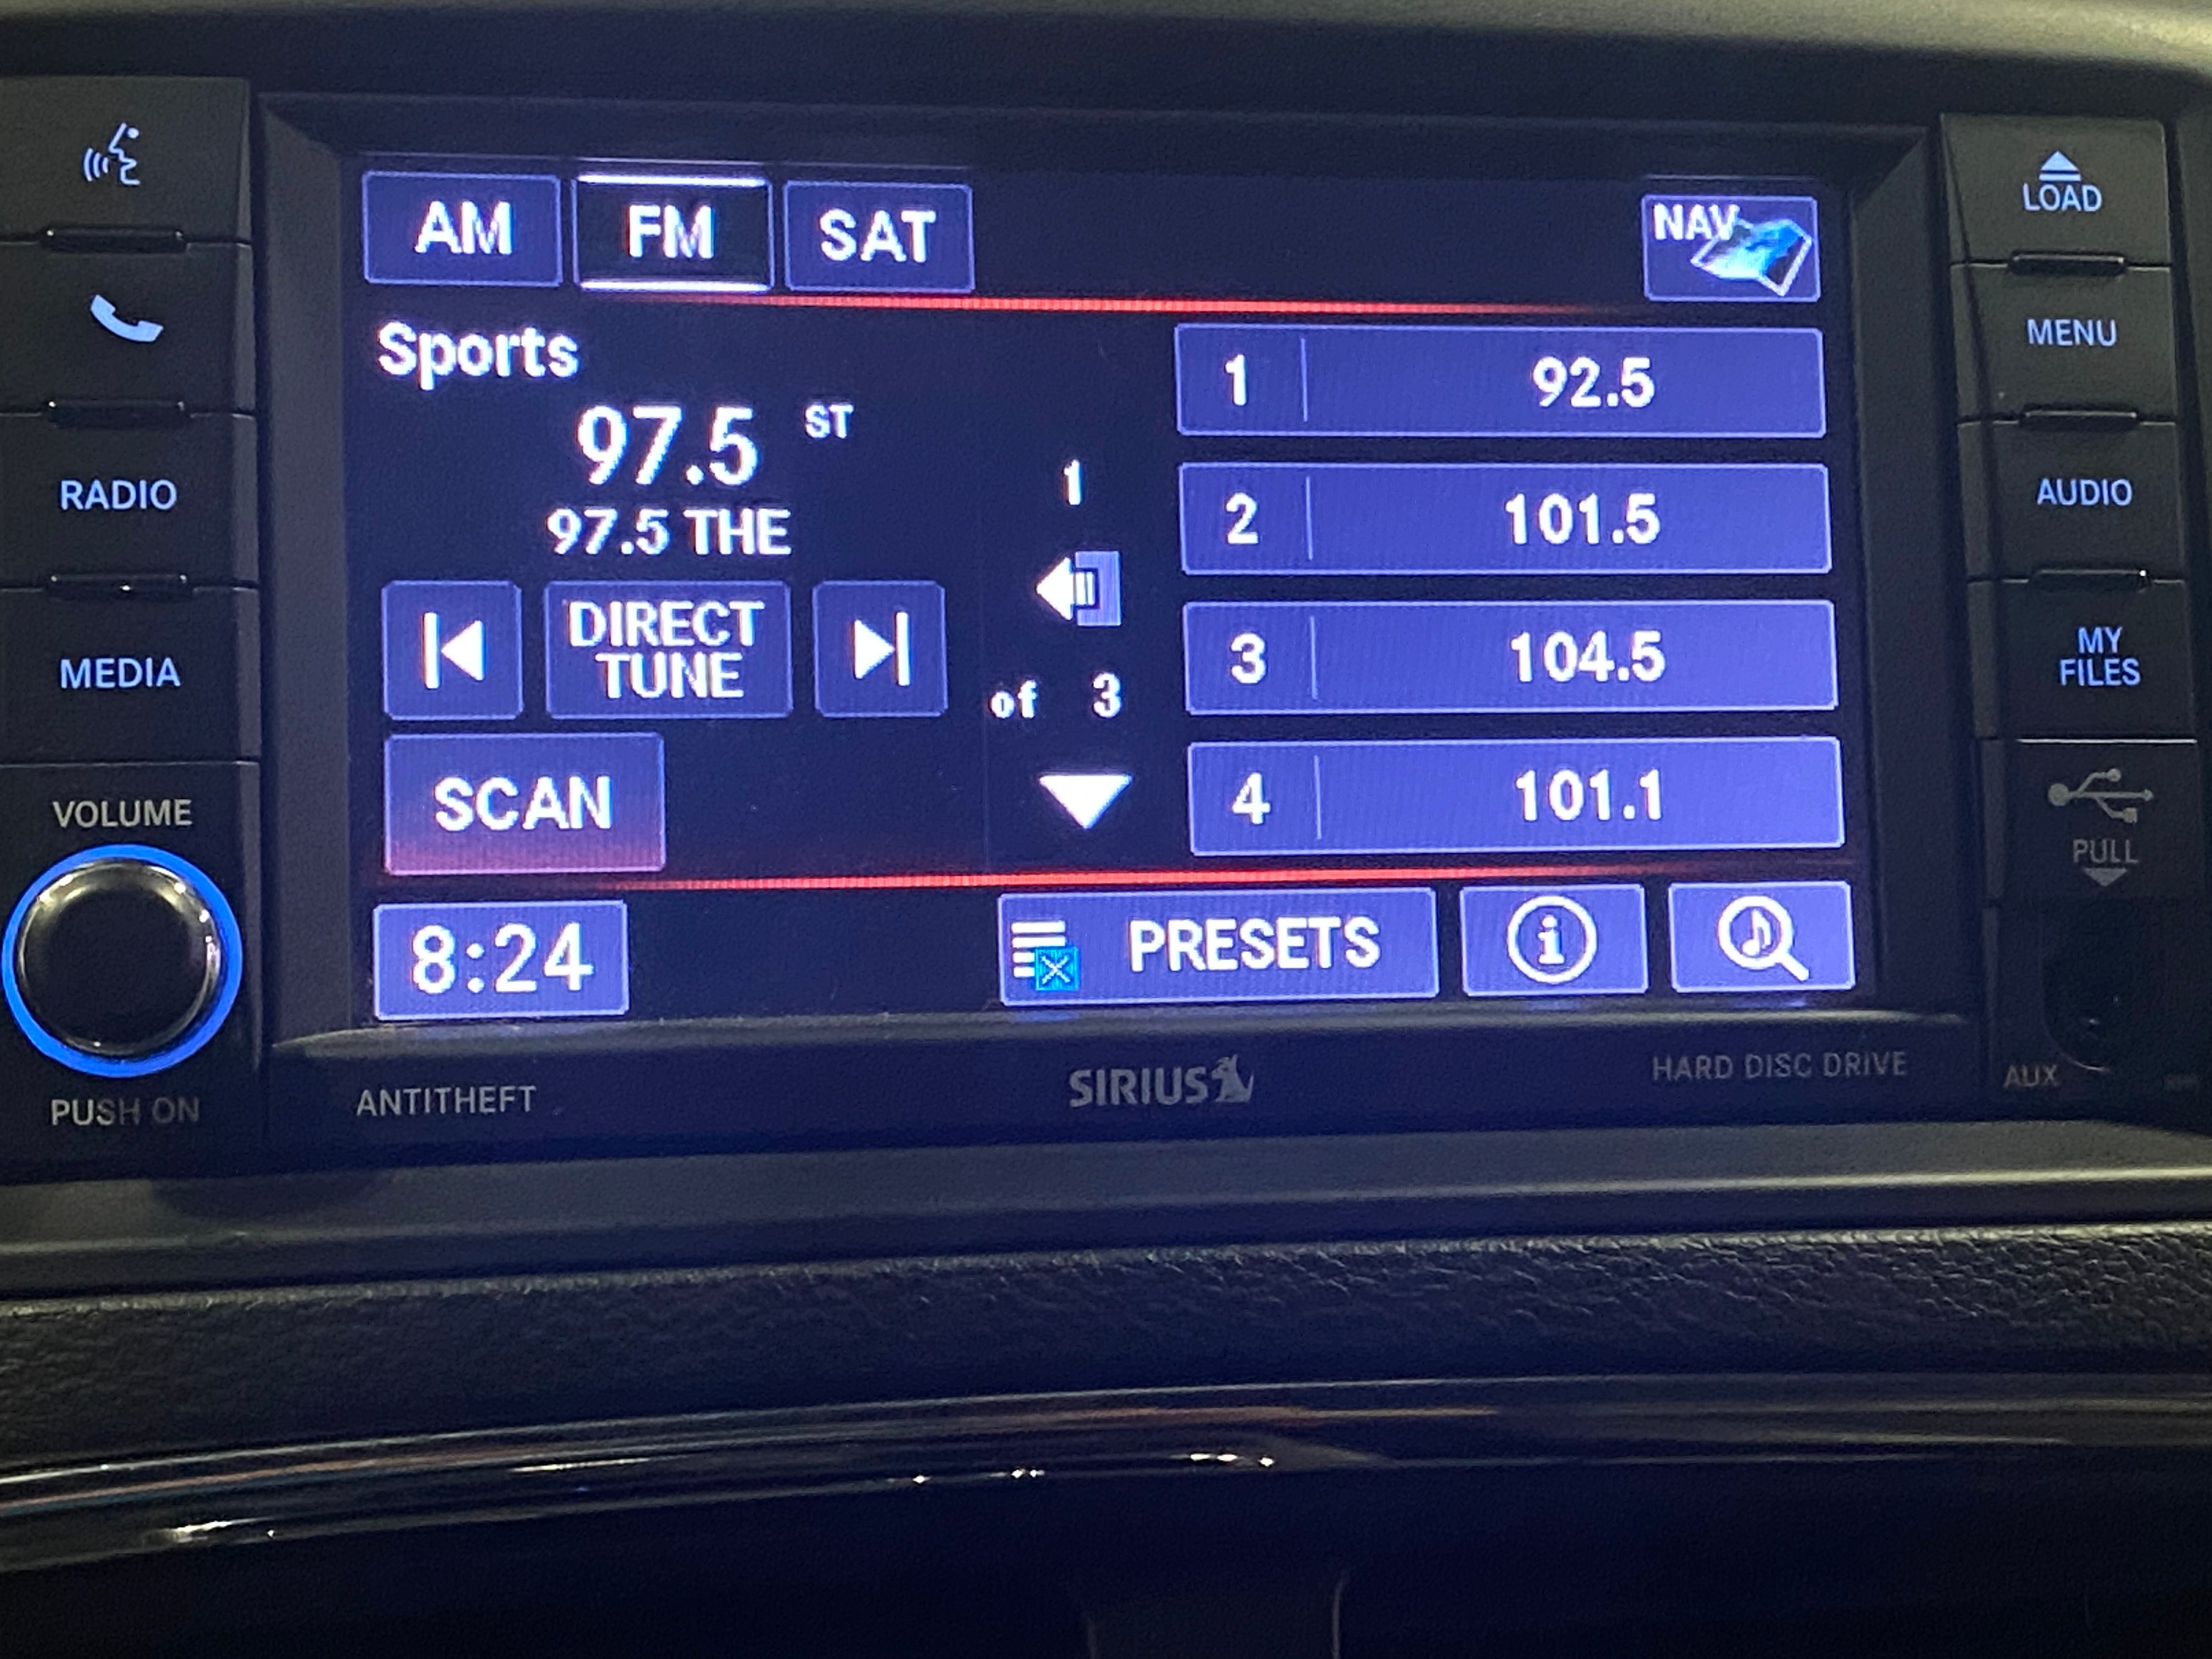 AM FM SAT NAV
LOAD
Sports
MENU
97.5 ST
97.5 THE
RADIO
AUDIO
DIRECT
TUNE
MEDIA
MY
FILES
SCAN
1
of 3
1 92.5
2 101.5
3 104.5
4 101.1
PULL
VOLUME
8:24
PRESETS
i
PUSH ON
ANTITHEFT
SIRIUS
HARD DISC DRIVE
AUX